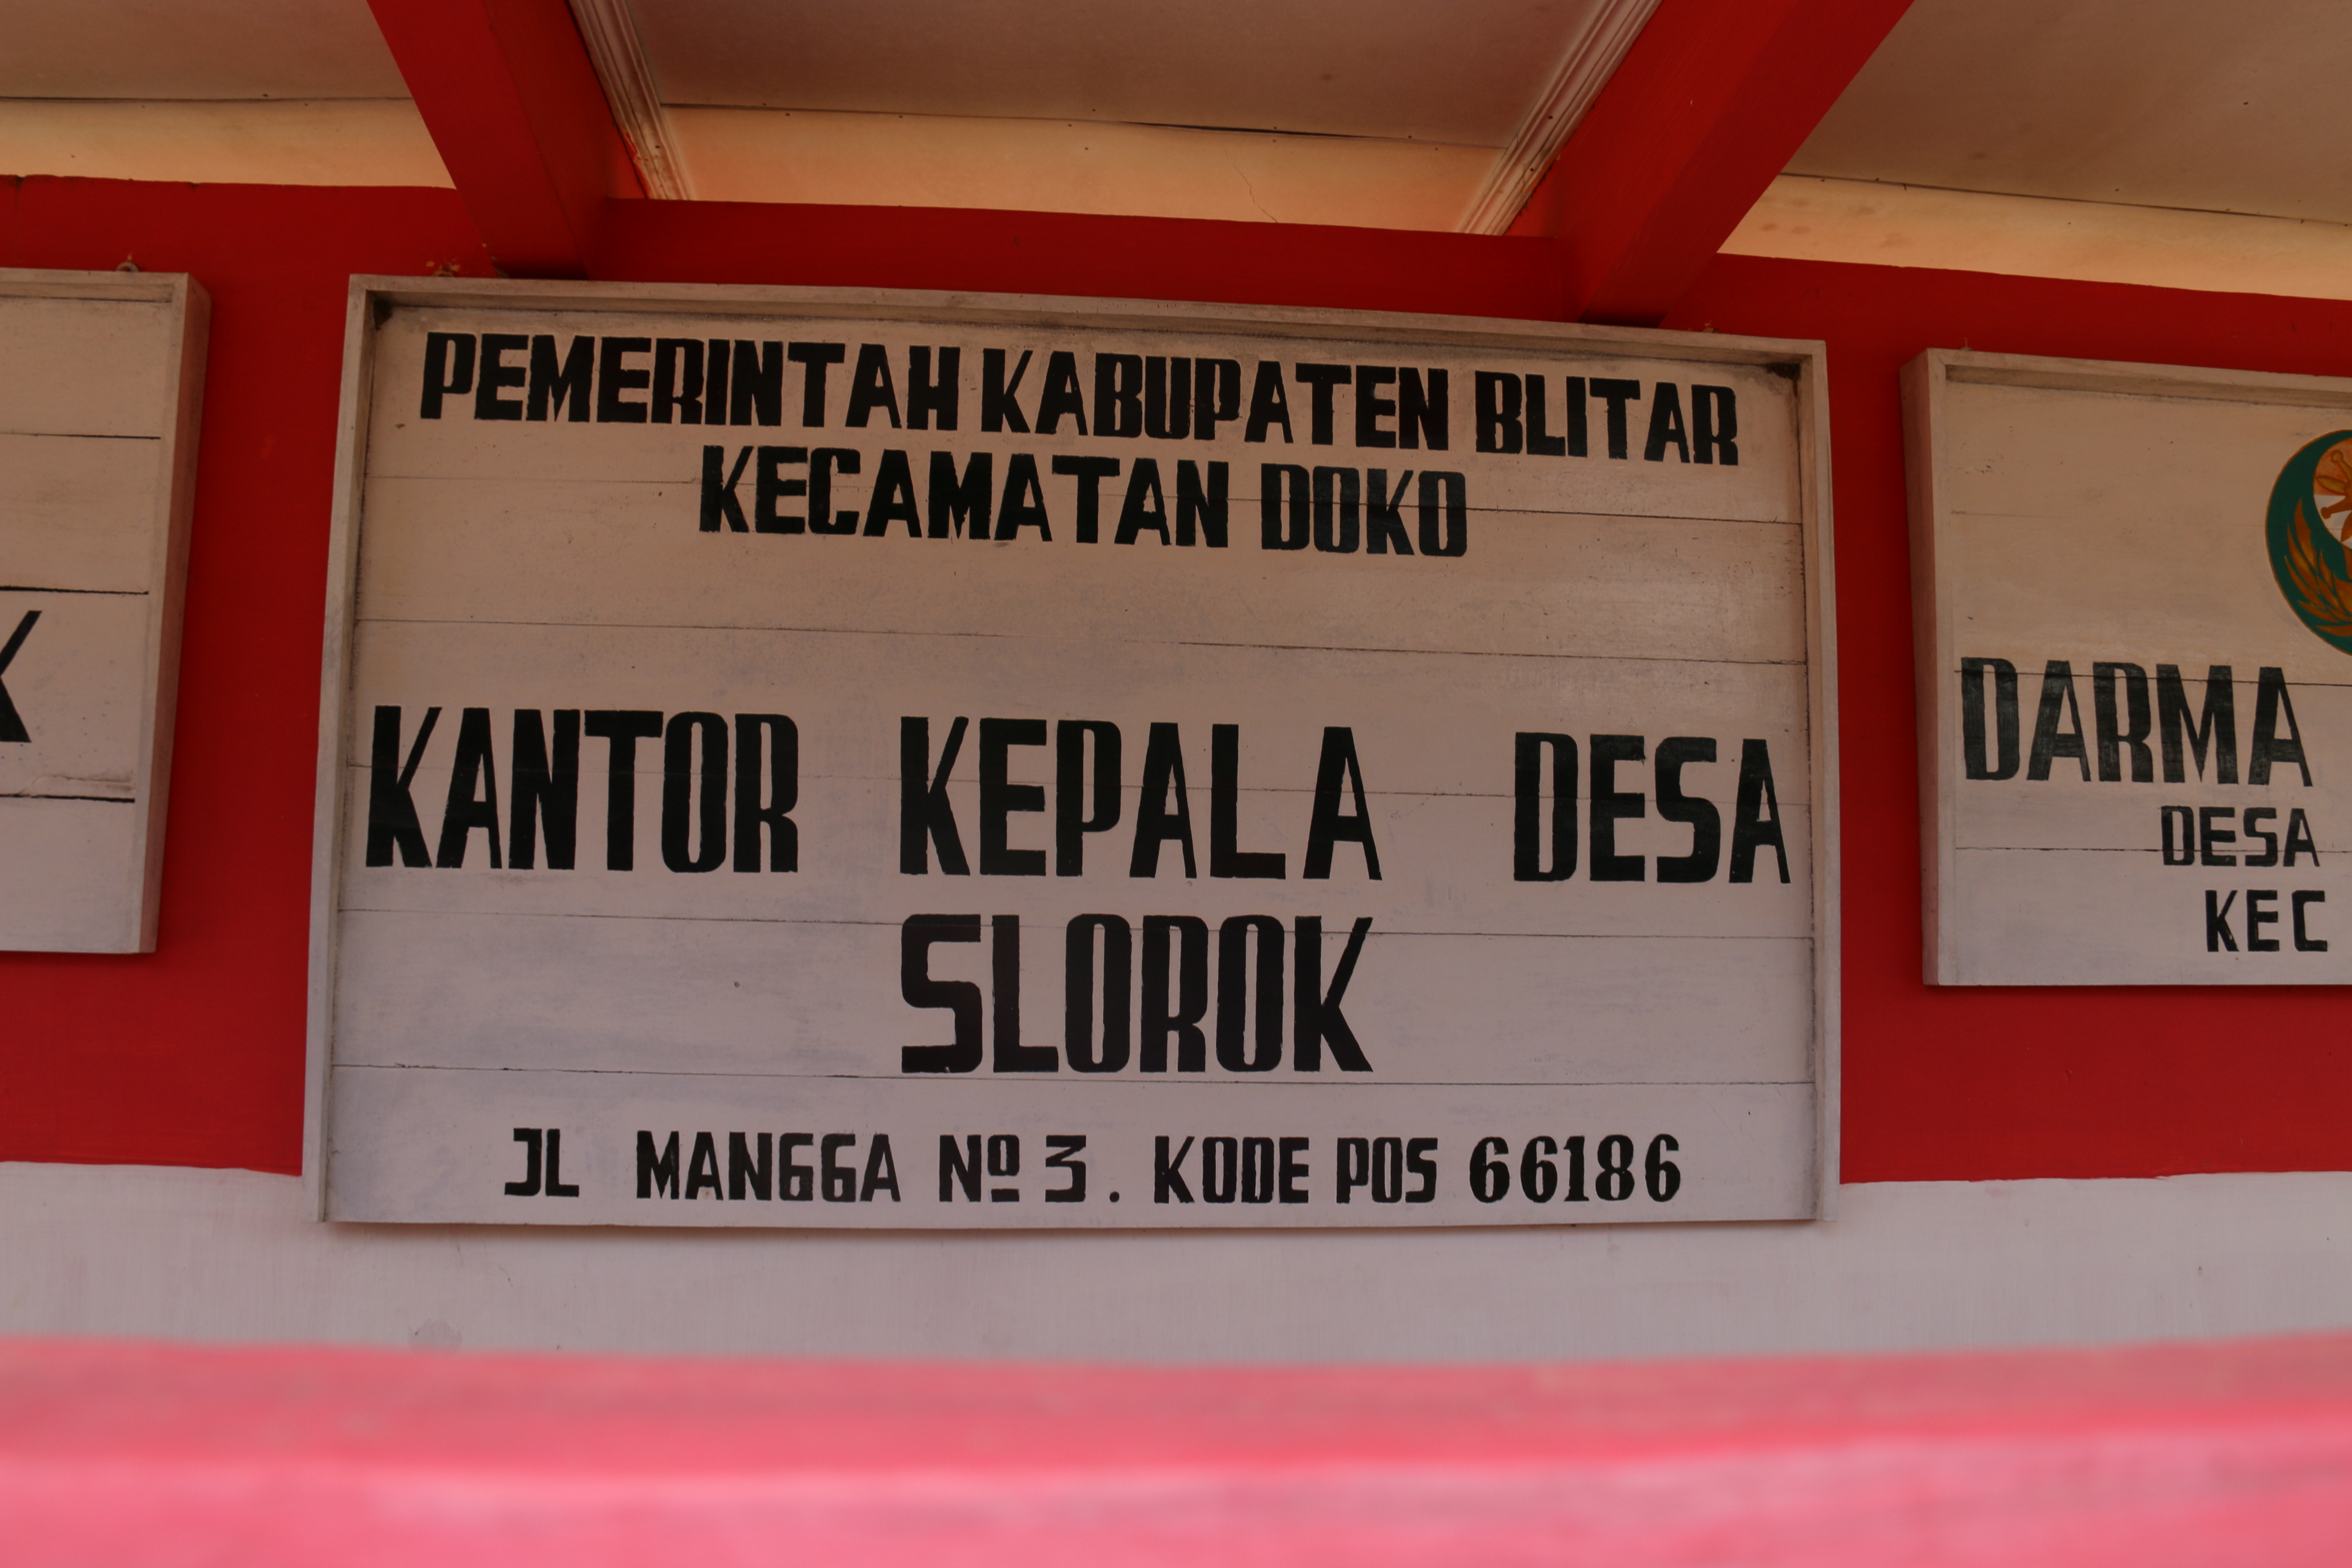 PEMERINTAH KABUPATEN BLITAR
KECAMATAN DOKO
KANTOR KEPALA DESA
SLOROK
JL MANGGA Nº 3. KODE POS 66186
K
DARMA
DESA
KEC